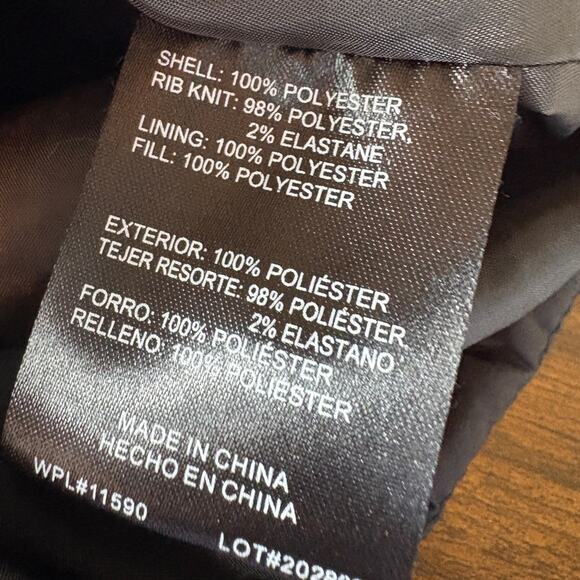 SHELL: 100% POLYESTER
RIB KNIT: 98% POLYESTER,
2% ELASTANE
LINING: 100% POLYESTER
FILL: 100% POLYESTER
EXTERIOR: 100% POLIÉSTER
TEJER RESORTE: 98% POLIÉSTER
2% ELASTANO
FORRO: 100% POLIÉSTER
RELLENO: 100% POLIÉSTER
MADE IN CHINA
HECHO EN CHINA
WPL#11590